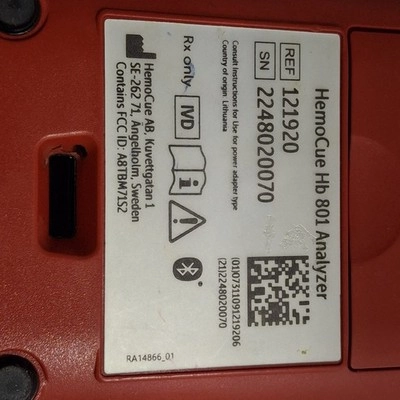 HemoCue Hb 801 Analyzer
REF 121920
SN 2248020070
Consult Instructions for Use for power adapter type
Country of origin Lithuania
(01)07311091219206
(21)2248020070
Rx only IVD
HemoCue AB, Kuvettgatan 1
SE-262 71, Ängelholm, Sweden
Contains FCC ID: A8TBM71S2
RA14866_01